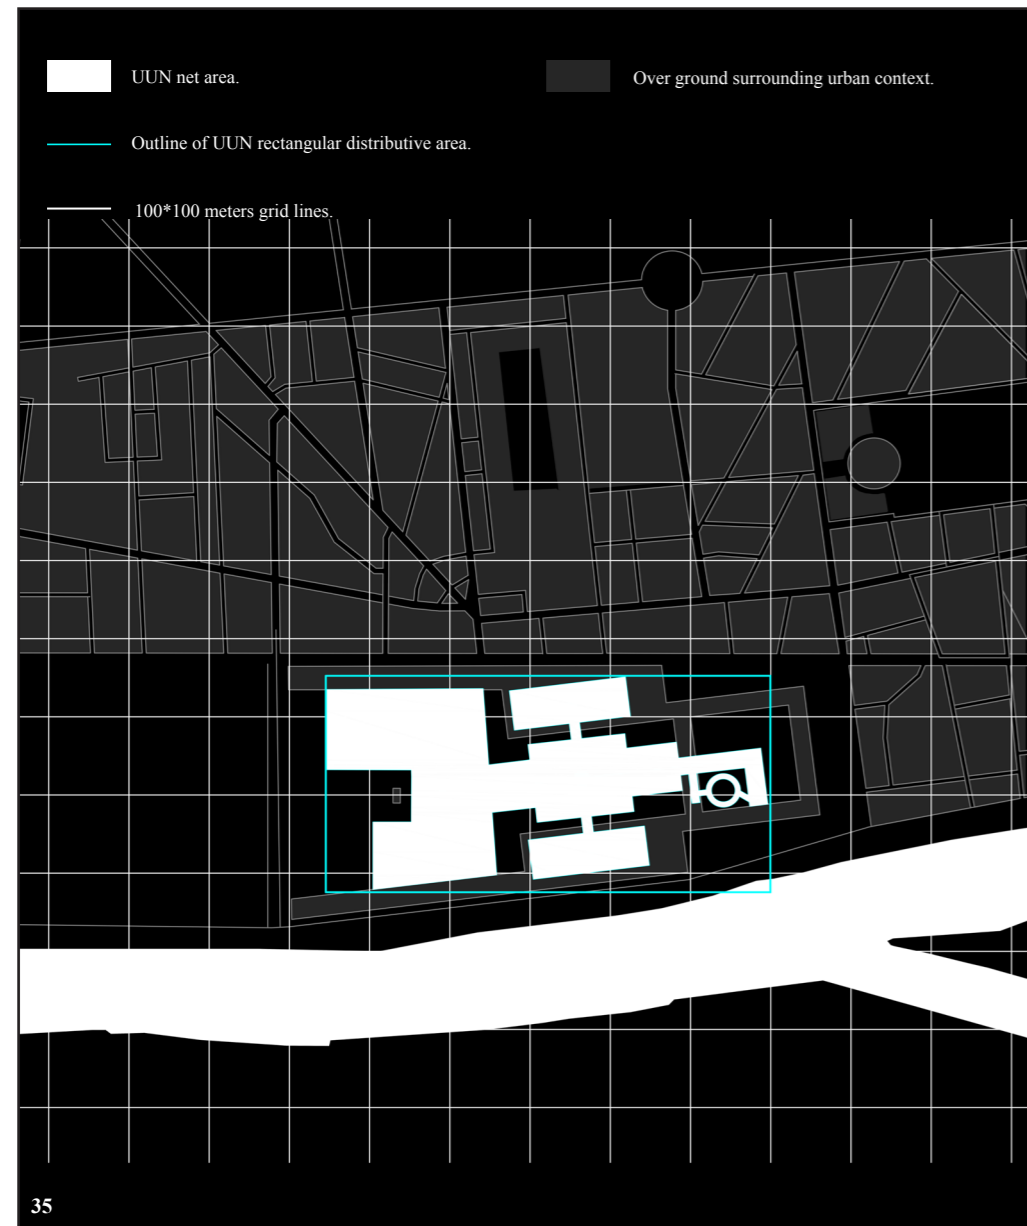 UUN net area.
Over ground surrounding urban context.
Outline of UUN rectangular distributive area.
100*100 meters grid lines.
35